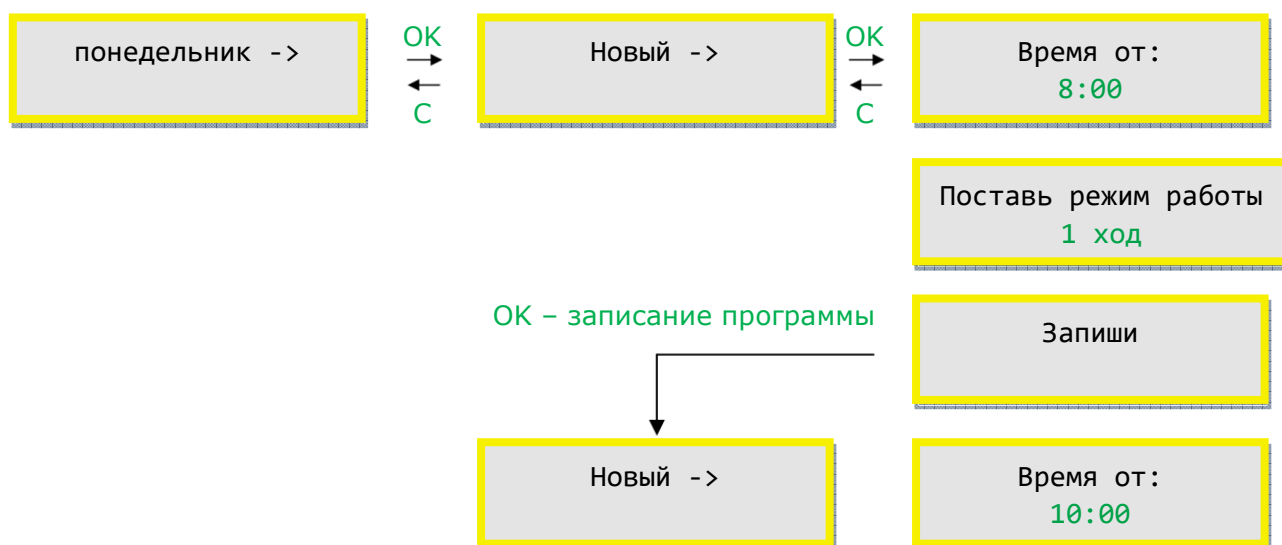 понедельник ->
OK
C
Новый ->
OK
C
Время от:
8:00
Поставь режим работы
1 ход
OK – записание программы
Запиши
Новый ->
Время от:
10:00